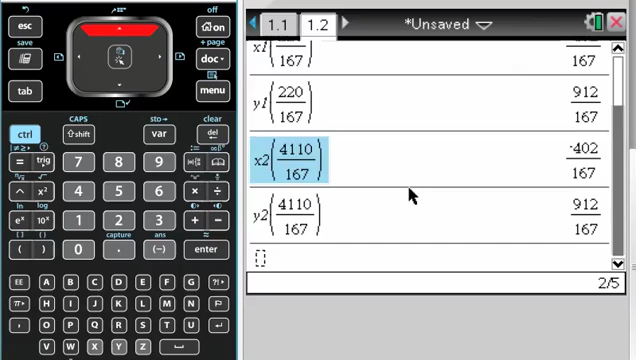 esc
save
tab
on
+ page
doc
menu
1.1 1.2 *Unsaved
x1( ) 167
167
y1(220/167) 912/167
x2(4110/167) -402/167
y2(4110/167) 912/167
2/5
ctrl
CAPS
shift
sto→
var
clear
del
= trig 7 8 9
^ x² 4 5 6 × ÷
ln log
eˣ 10ˣ 1 2 3 + −
[ ] { } capture ans
( ) 0 . (−) enter
EE A B C D E F G ?!
π H I J K L M N
, O P Q R S T U
V W X Y Z